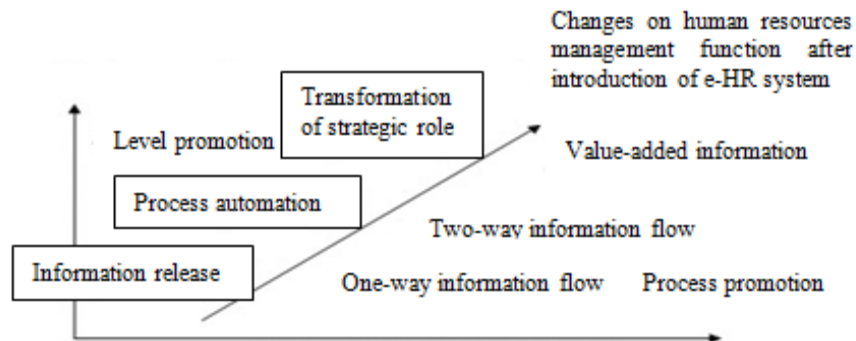 Changes on human resources
management function after
introduction of e-HR system
Transformation
of strategic role
Level promotion
Value-added information
Process automation
Two-way information flow
Information release
One-way information flow
Process promotion